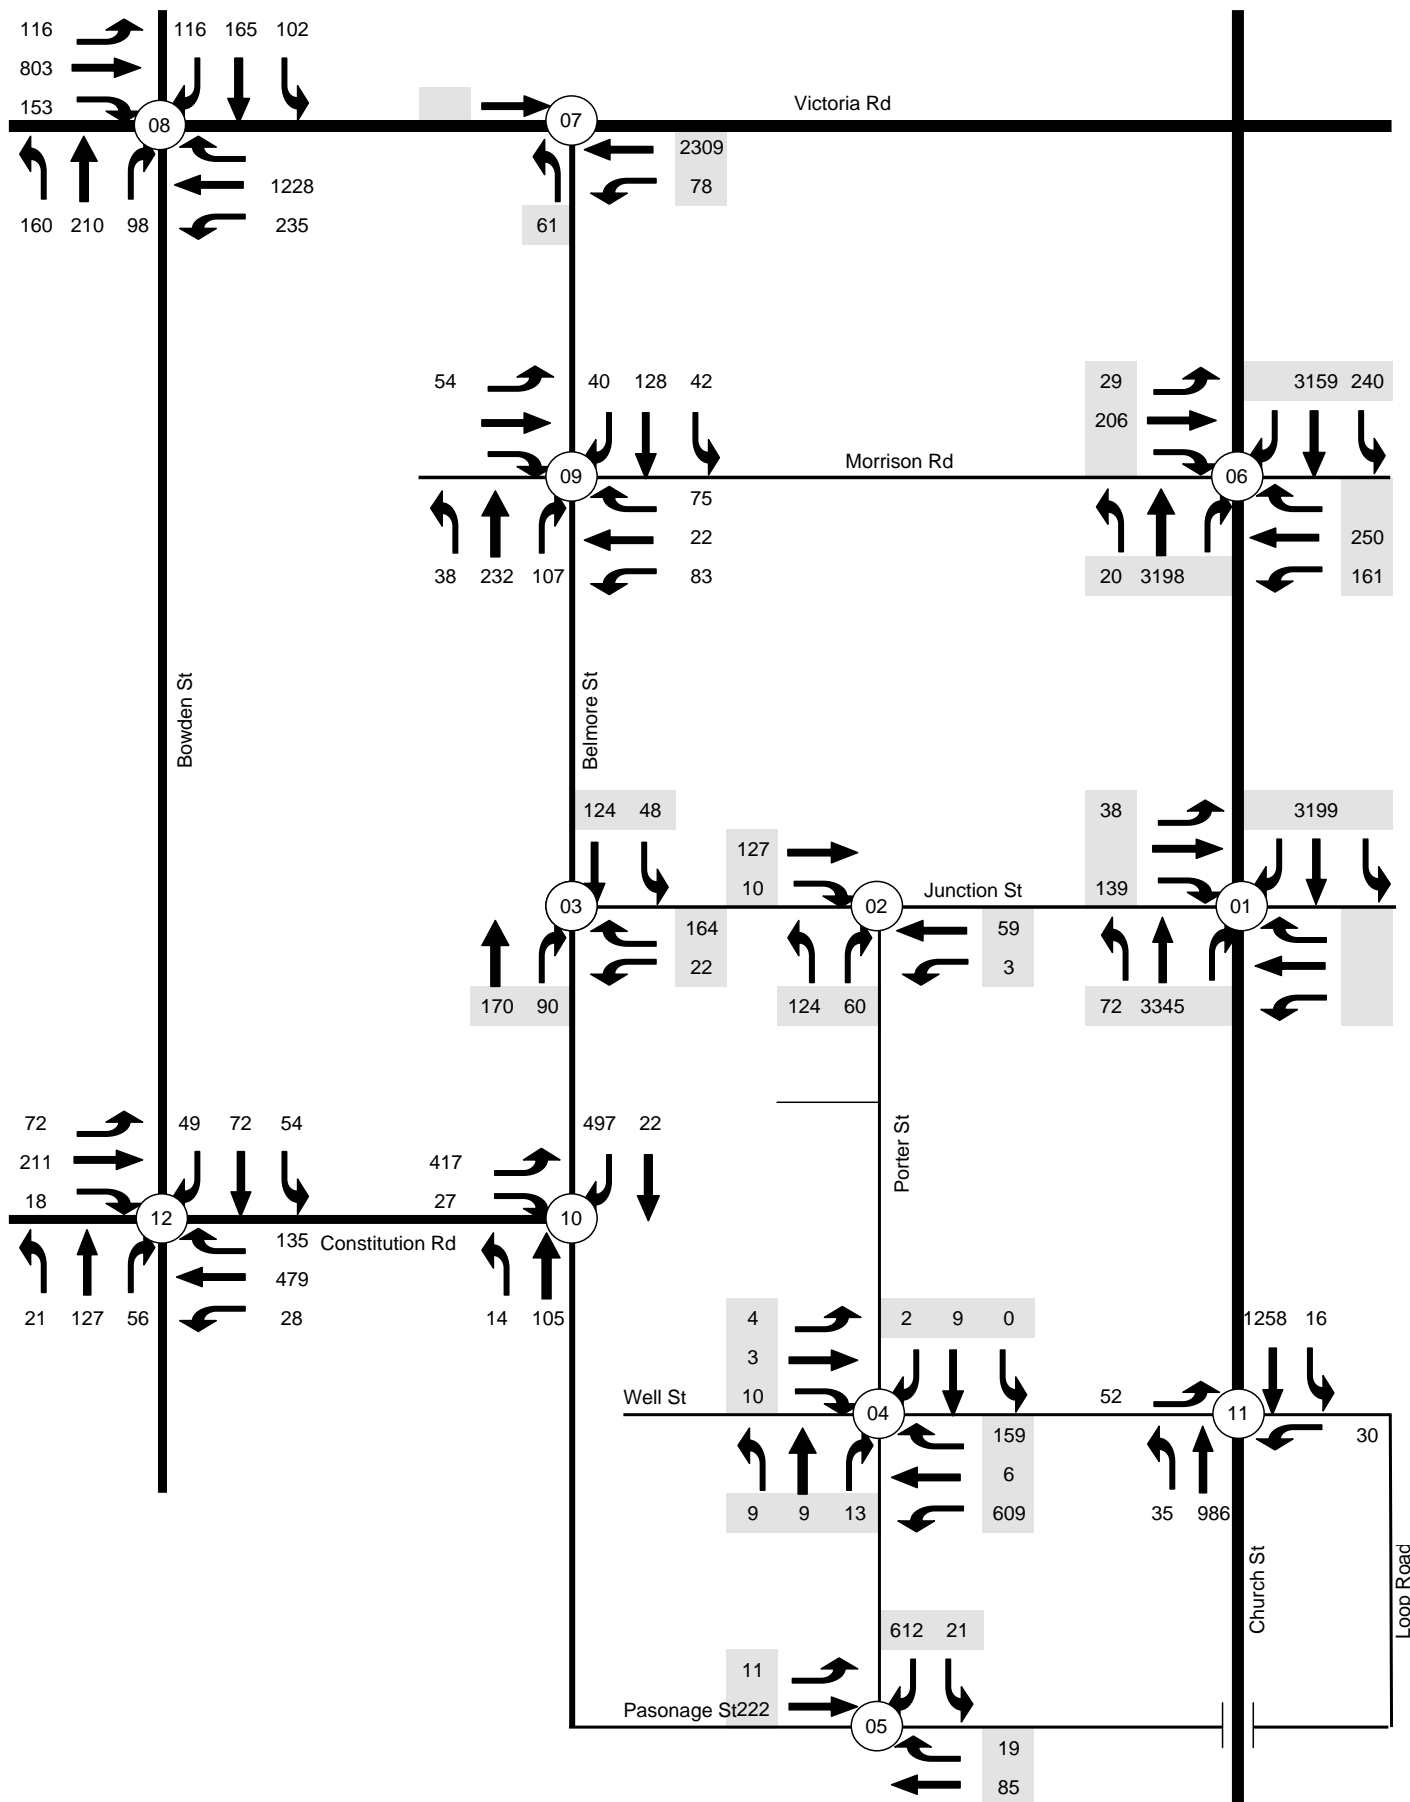 116 116 165 102
803
153 Victoria Rd
08 07
2309
1228 78
160 210 98 235 61
54 40 128 42 29 3159 240
206
Morrison Rd
09 06
75
22 250
38 232 107 83 20 3198 161
Bowden St
Belmore St
124 48 38 3199
127
10 Junction St 139
03 02 01
164 59
22 3
170 90 124 60 72 3345
72 49 72 54 497 22
211 417
18 27
12 10
135 Constitution Rd
479
21 127 56 28 14 105
Porter St
4 2 9 0 1258 16
3
Well St 10 52
04 11
159 30
6
9 9 13 609 35 986
Church St
Loop Road
612 21
11
Pasonage St 222
05
19
85